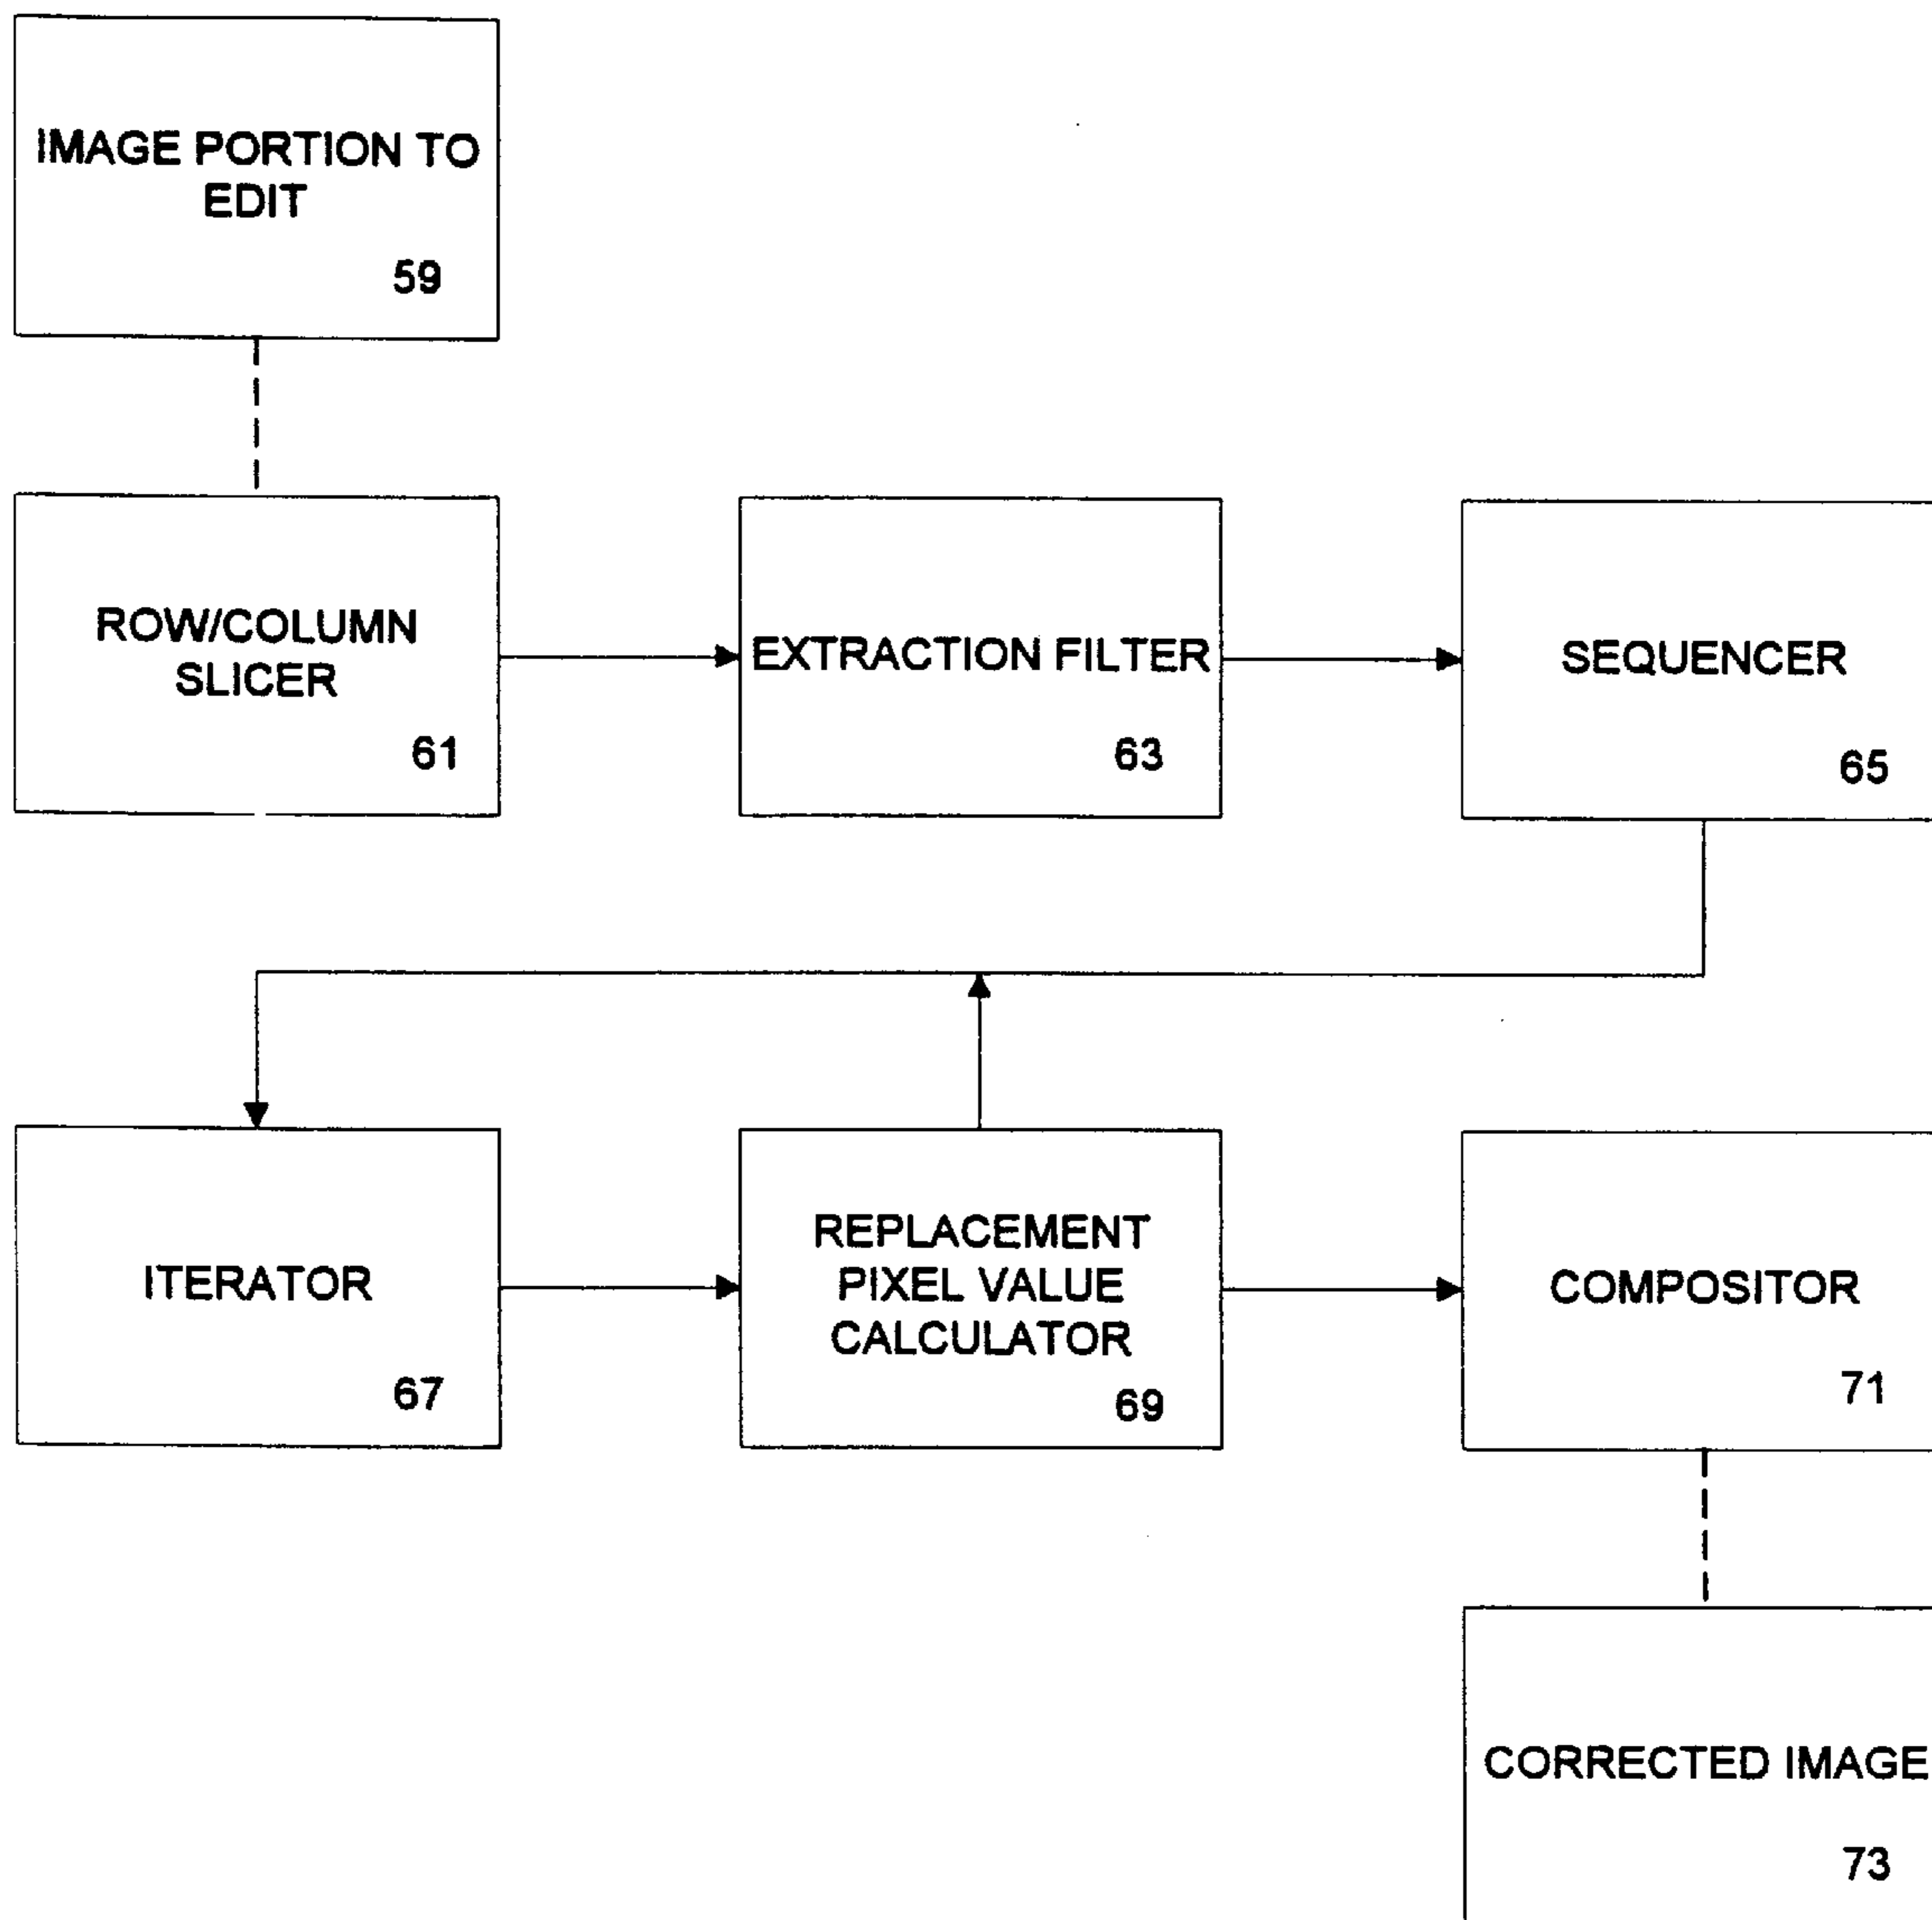 IMAGE PORTION TO
EDIT
59
ROW/COLUMN
SLICER
61
EXTRACTION FILTER
63
SEQUENCER
65
ITERATOR
67
REPLACEMENT
PIXEL VALUE
CALCULATOR
69
COMPOSITOR
71
CORRECTED IMAGE
73